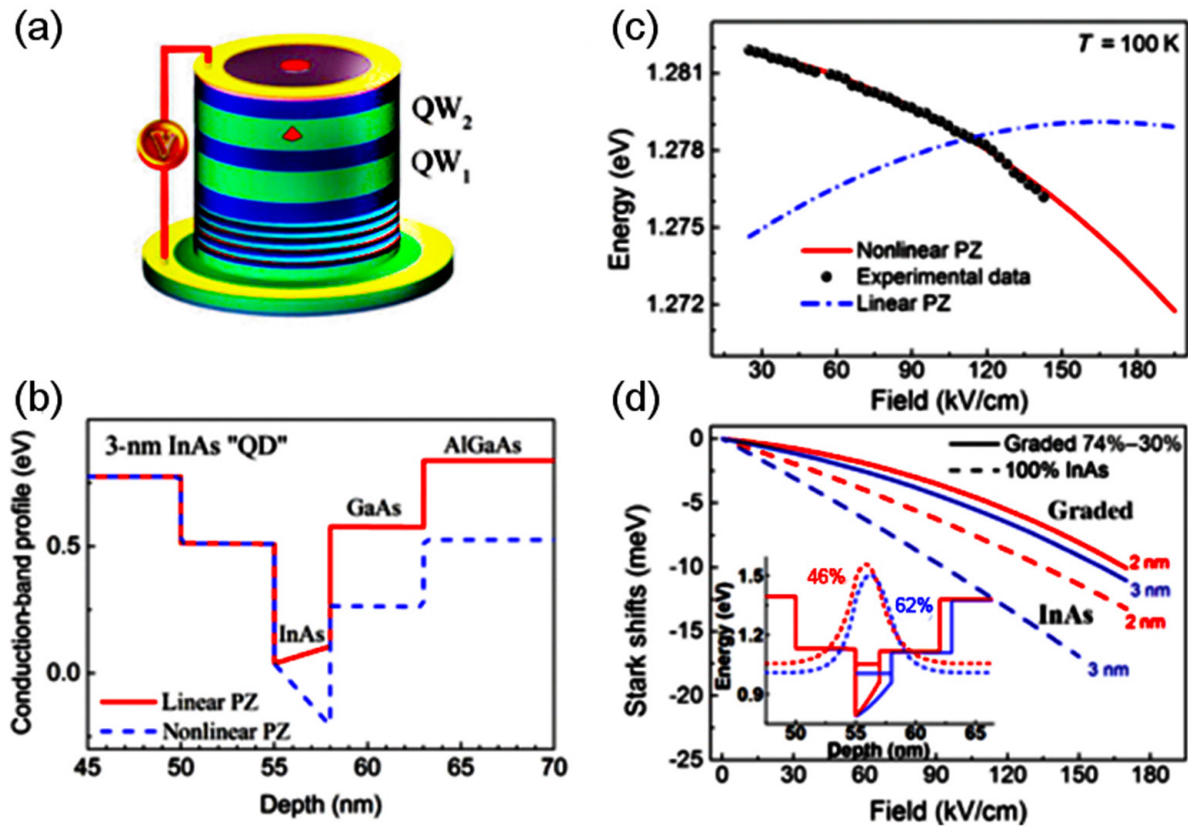 (a)
QW2
QW1
V
(b)
3-nm InAs "QD"
AlGaAs
GaAs
InAs
Linear PZ
Nonlinear PZ
Conduction-band profile (eV)
0.5
0.0
45 50 55 60 65 70
Depth (nm)
(c)
T = 100 K
Energy (eV)
1.281
1.278
1.275
1.272
Nonlinear PZ
Experimental data
Linear PZ
30 60 90 120 150 180
Field (kV/cm)
(d)
Stark shifts (meV)
0
-5
-10
-15
-20
-25
Graded 74%–30%
100% InAs
Graded
2 nm
3 nm
InAs
2 nm
3 nm
46%
62%
Energy (eV)
1.5
1.2
0.9
50 55 60 65
Depth (nm)
0 30 60 90 120 150 180
Field (kV/cm)